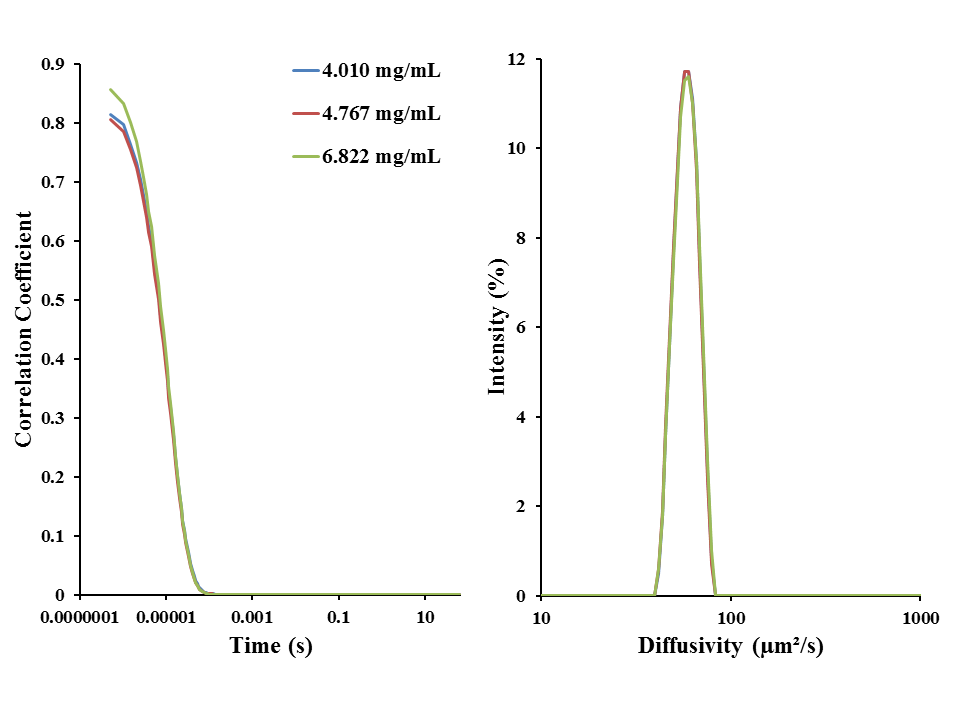 0.9
0.8
0.7
0.6
0.5
0.4
0.3
0.2
0.1
0
Correlation Coefficient
0.0000001 0.00001 0.001 0.1 10
Time (s)
4.010 mg/mL
4.767 mg/mL
6.822 mg/mL
12
10
8
6
4
2
0
Intensity (%)
10 100 1000
Diffusivity (µm²/s)